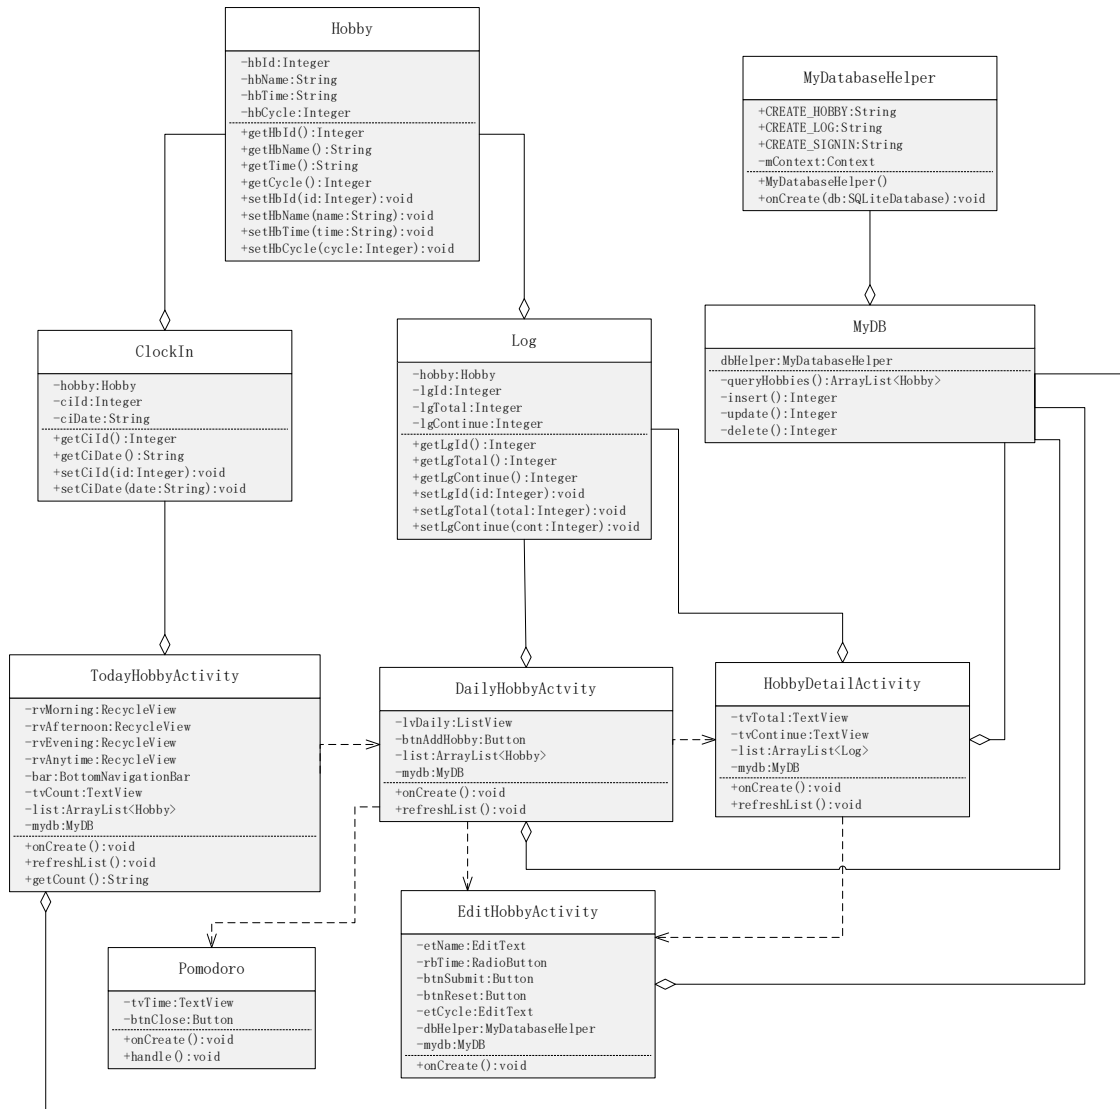 Hobby
-hbId:Integer
-hbName:String
-hbTime:String
-hbCycle:Integer
+getHbId():Integer
+getHbName():String
+getTime():String
+getCycle():Integer
+setHbId(id:Integer):void
+setHbName(name:String):void
+setHbTime(time:String):void
+setHbCycle(cycle:Integer):void
MyDatabaseHelper
+CREATE_HOBBY:String
+CREATE_LOG:String
+CREATE_SIGNIN:String
-mContext:Context
+MyDatabaseHelper()
+onCreate(db:SQLiteDatabase):void
ClockIn
-hobby:Hobby
-ciId:Integer
-ciDate:String
+getCiId():Integer
+getCiDate():String
+setCiId(id:Integer):void
+setCiDate(date:String):void
Log
-hobby:Hobby
-lgId:Integer
-lgTotal:Integer
-lgContinue:Integer
+getLgId():Integer
+getLgTotal():Integer
+getLgContinue():Integer
+setLgId(id:Integer):void
+setLgTotal(total:Integer):void
+setLgContinue(cont:Integer):void
MyDB
dbHelper:MyDatabaseHelper
-queryHobbies():ArrayList<Hobby>
-insert():Integer
-update():Integer
-delete():Integer
TodayHobbyActivity
-rvMorning:RecycleView
-rvAfternoon:RecycleView
-rvEvening:RecycleView
-rvAnytime:RecycleView
-bar:BottomNavigationBar
-tvCount:TextView
-list:ArrayList<Hobby>
-mydb:MyDB
+onCreate():void
+refreshList():void
+getCount():String
DailyHobbyActvity
-lvDaily:ListView
-btnAddHobby:Button
-list:ArrayList<Hobby>
-mydb:MyDB
+onCreate():void
+refreshList():void
HobbyDetailActivity
-tvTotal:TextView
-tvContinue:TextView
-list:ArrayList<Log>
-mydb:MyDB
+onCreate():void
+refreshList():void
Pomodoro
-tvTime:TextView
-btnClose:Button
+onCreate():void
+handle():void
EditHobbyActivity
-etName:EditText
-rbTime:RadioButton
-btnSubmit:Button
-btnReset:Button
-etCycle:EditText
-dbHelper:MyDatabaseHelper
-mydb:MyDB
+onCreate():void